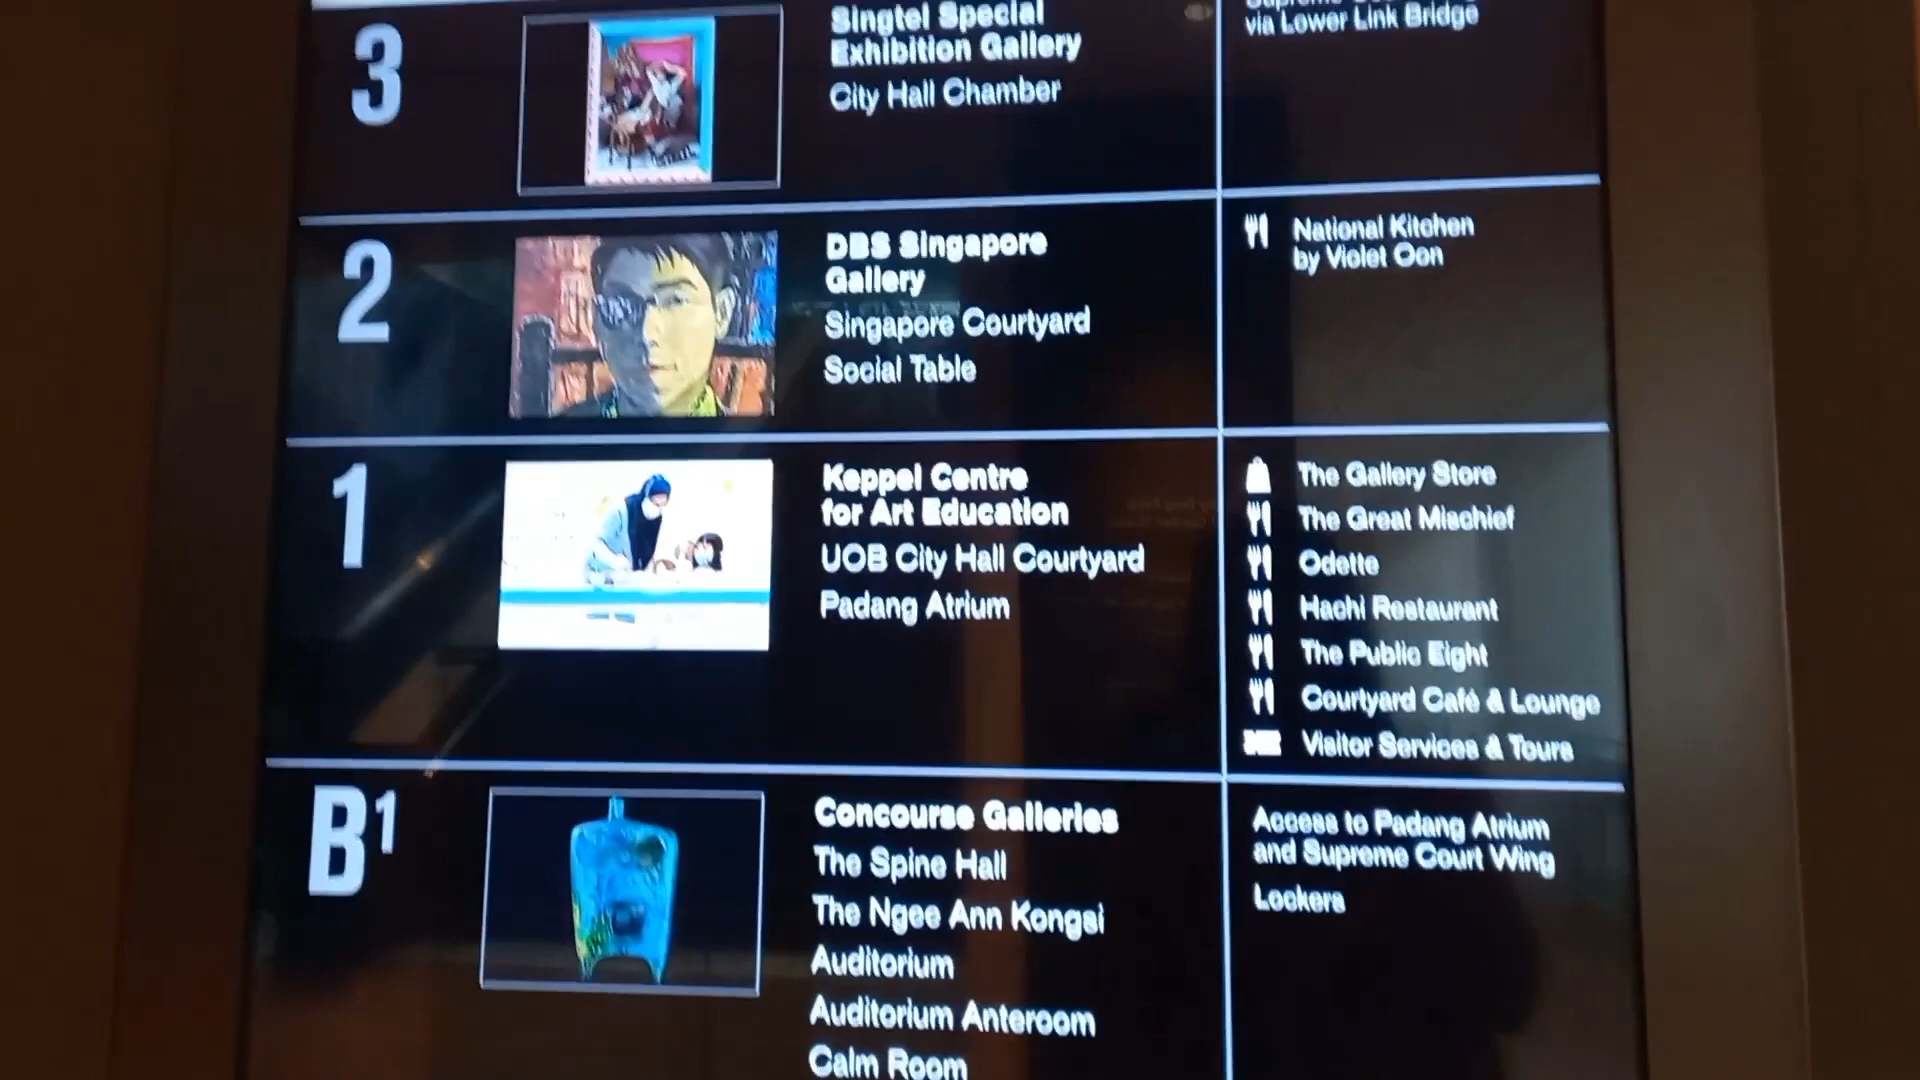 3
Singtel Special
Exhibition Gallery
City Hall Chamber
via Lower Link Bridge
2
DBS Singapore
Gallery
Singapore Courtyard
Social Table
National Kitchen
by Violet Oon
1
Keppel Centre
for Art Education
UOB City Hall Courtyard
Padang Atrium
The Gallery Store
The Great Mischief
Odette
Hachi Restaurant
The Public Eight
Courtyard Café & Lounge
Visitor Services & Tours
B1
Concourse Galleries
The Spine Hall
The Ngee Ann Kongsi
Auditorium
Auditorium Anteroom
Calm Room
Access to Padang Atrium
and Supreme Court Wing
Lockers